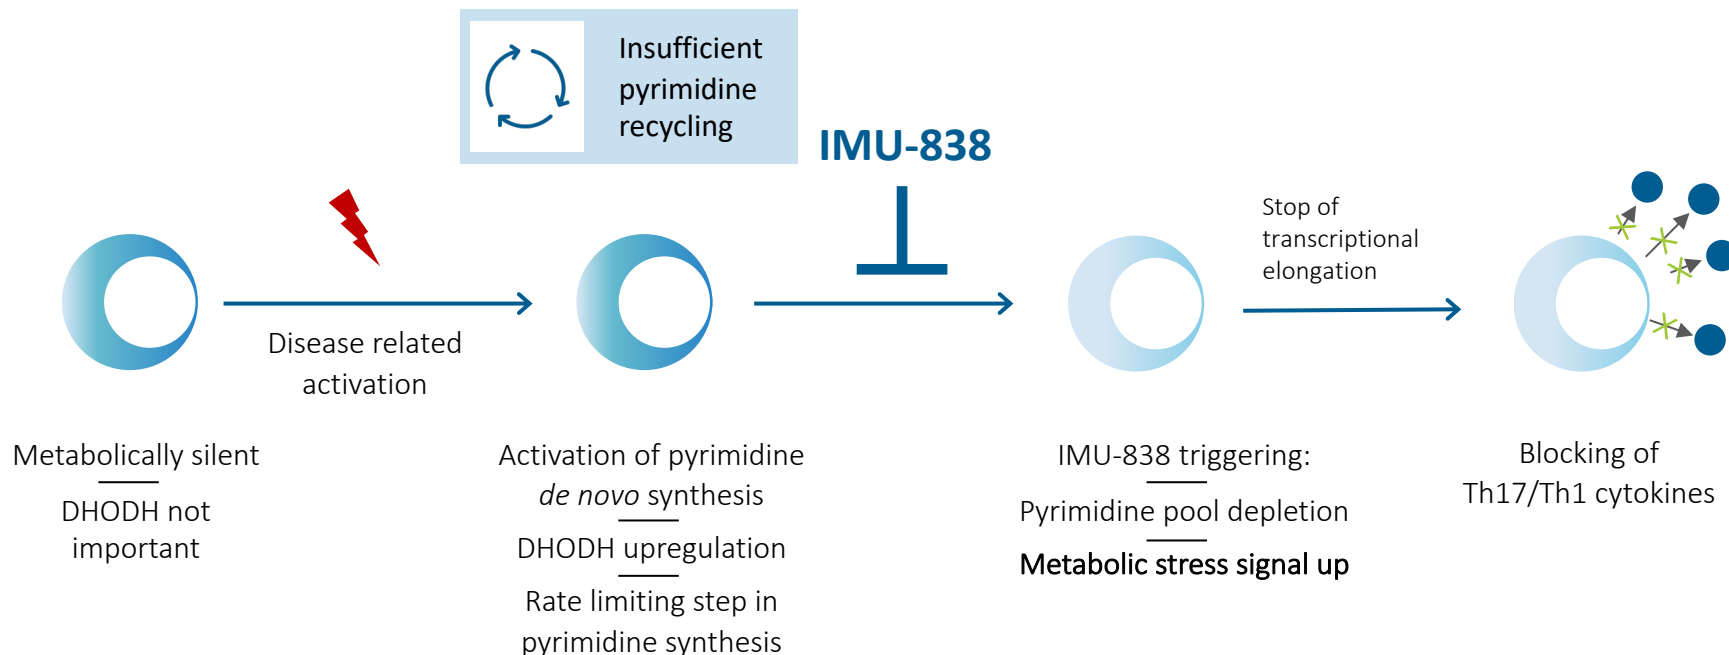 Insufficient
pyrimidine
recycling
IMU-838
Stop of
transcriptional
elongation
Disease related
activation
Metabolically silent
DHODH not
important
Activation of pyrimidine
de novo synthesis
DHODH upregulation
Rate limiting step in
pyrimidine synthesis
IMU-838 triggering:
Pyrimidine pool depletion
Metabolic stress signal up
Blocking of
Th17/Th1 cytokines